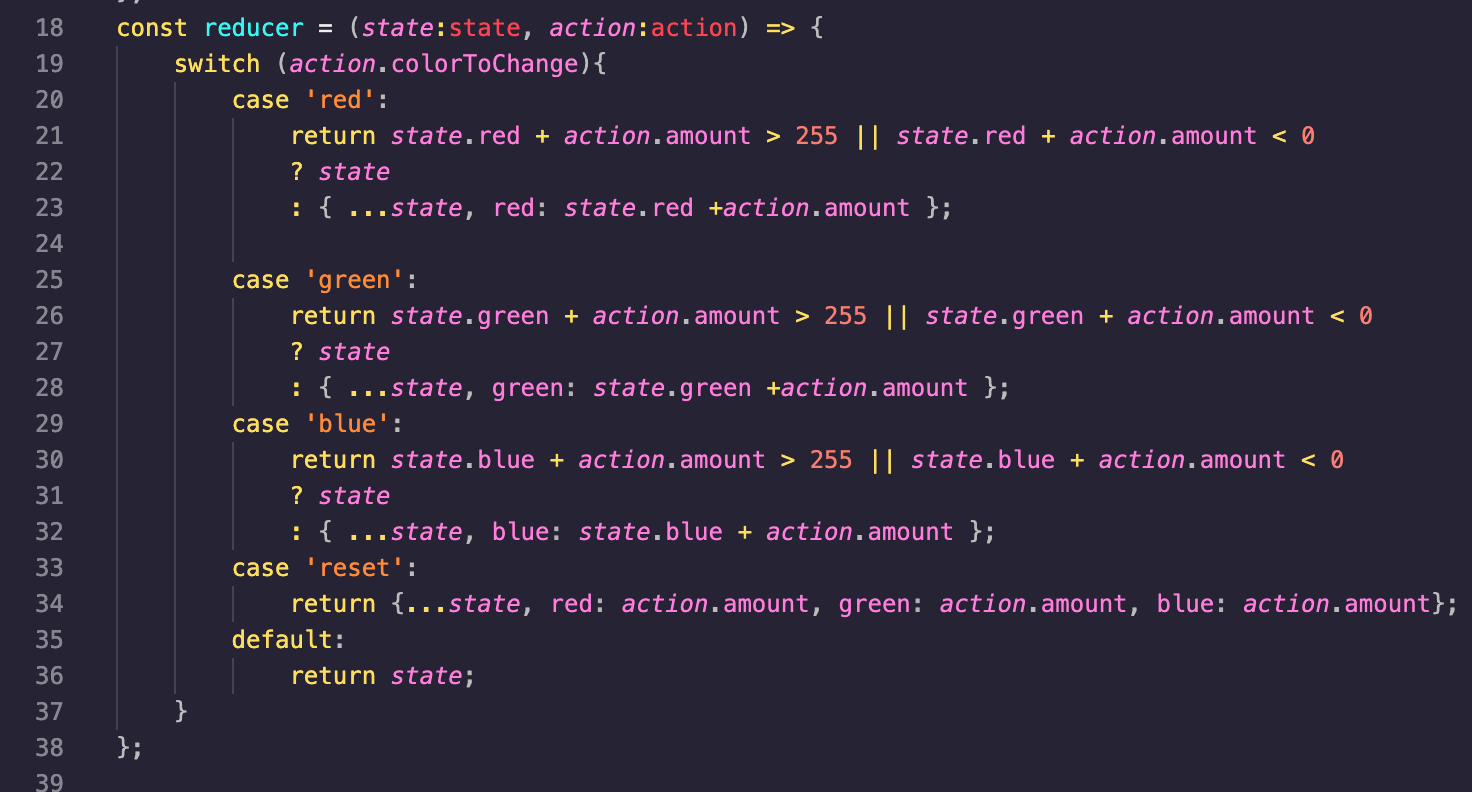 18 const reducer = (state:state, action:action) => {
19 switch (action.colorToChange){
20 case 'red':
21 return state.red + action.amount > 255 || state.red + action.amount < 0
22 ? state
23 : { ...state, red: state.red +action.amount };
24
25 case 'green':
26 return state.green + action.amount > 255 || state.green + action.amount < 0
27 ? state
28 : { ...state, green: state.green +action.amount };
29 case 'blue':
30 return state.blue + action.amount > 255 || state.blue + action.amount < 0
31 ? state
32 : { ...state, blue: state.blue + action.amount };
33 case 'reset':
34 return {...state, red: action.amount, green: action.amount, blue: action.amount};
35 default:
36 return state;
37 }
38 };
39